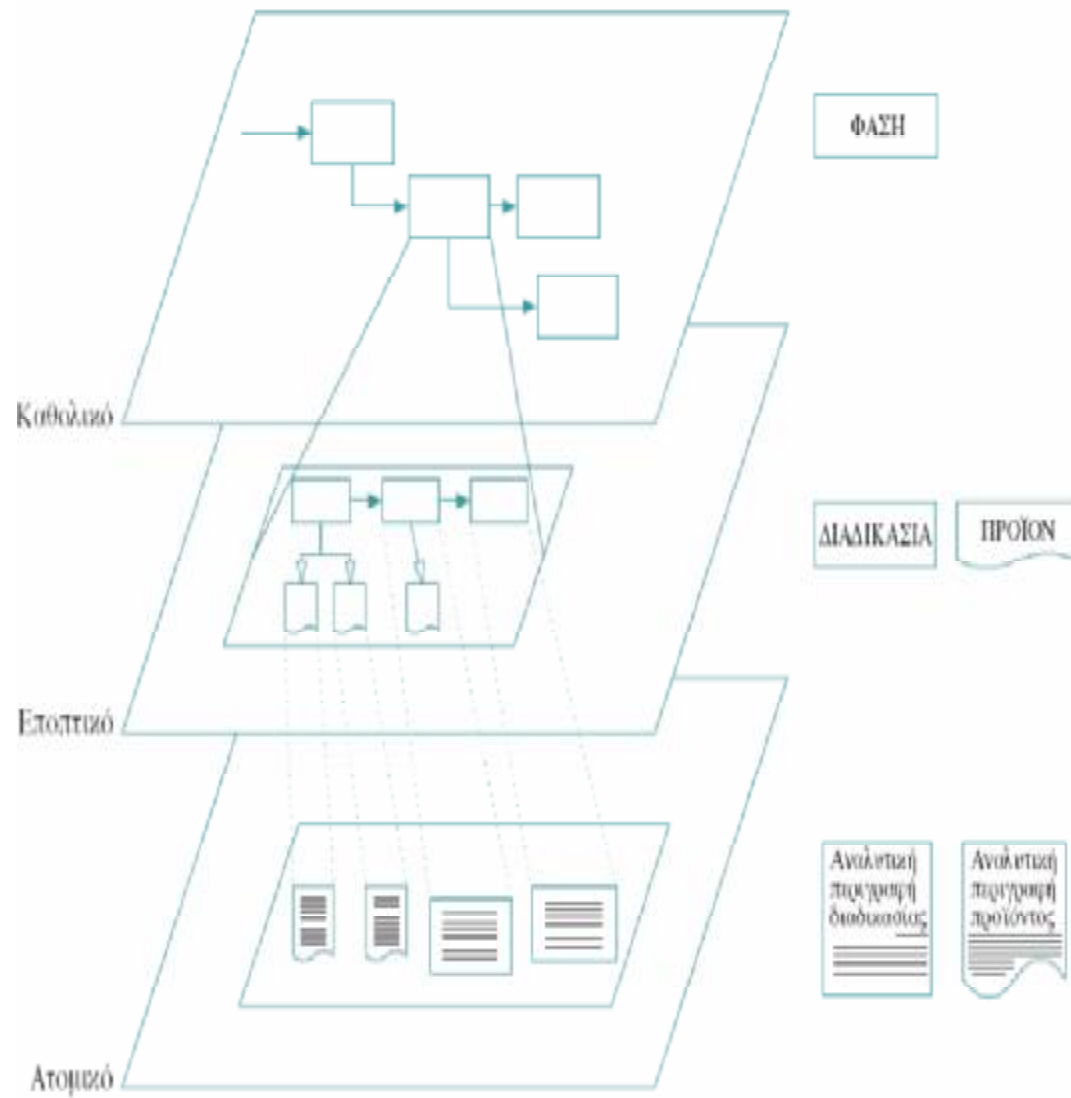 ΦΑΣΗ
Καθολικό
ΔΙΑΔΙΚΑΣΙΑ
ΠΡΟΪΟΝ
Εποπτικό
Αναλυτική
περιγραφή
διαδικασίας
Αναλυτική
περιγραφή
προϊόντος
Ατομικό